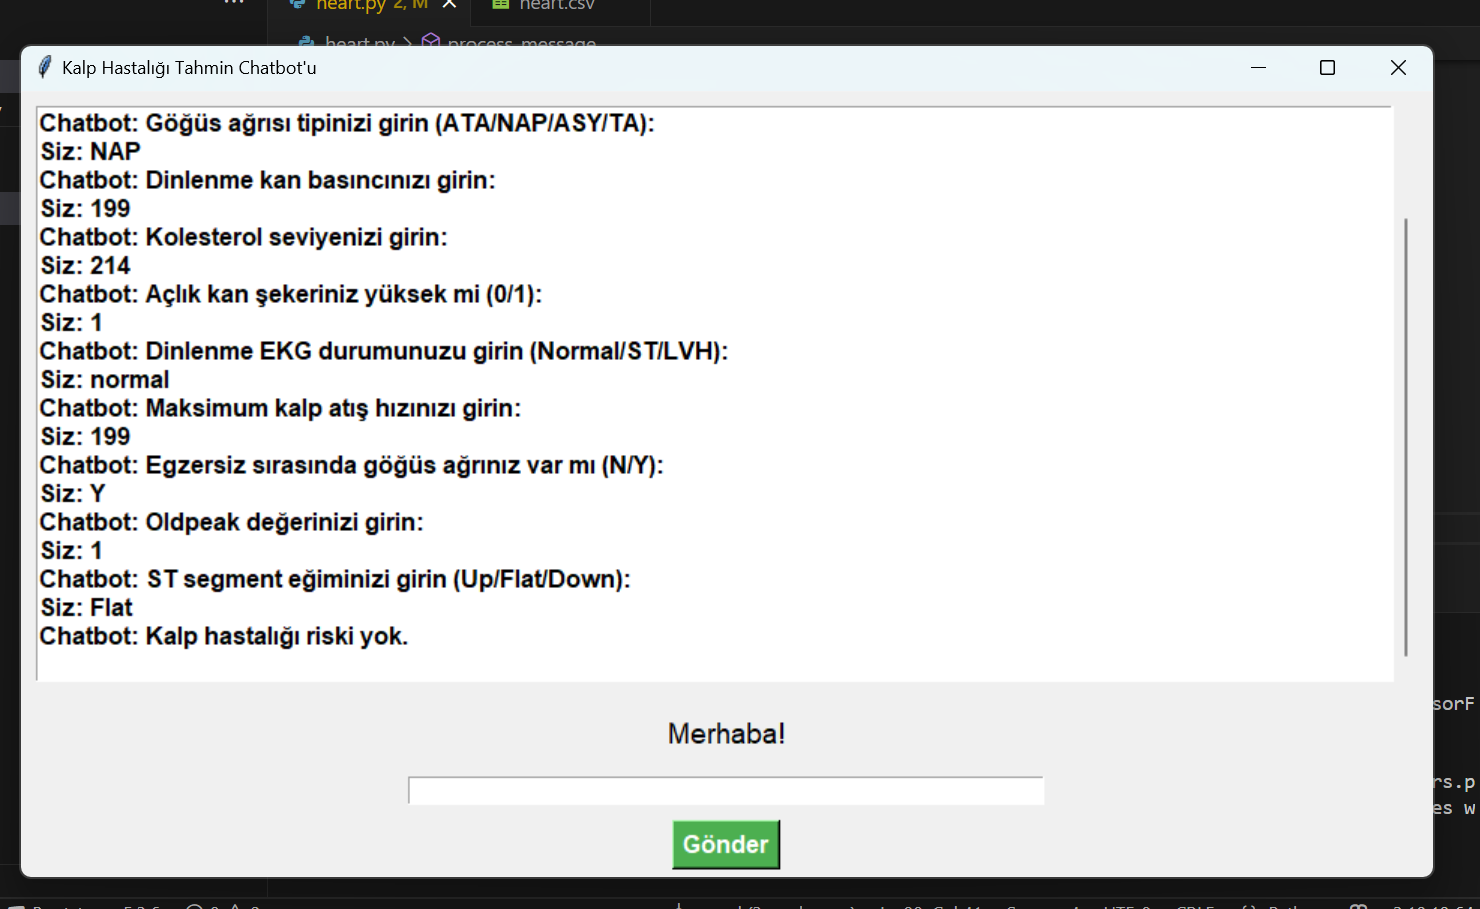 heart.py 2, M
heart.csv
heart.py > process_message
Kalp Hastalığı Tahmin Chatbot'u
Chatbot: Göğüs ağrısı tipinizi girin (ATA/NAP/ASY/TA):
Siz: NAP
Chatbot: Dinlenme kan basıncınızı girin:
Siz: 199
Chatbot: Kolesterol seviyenizi girin:
Siz: 214
Chatbot: Açlık kan şekeriniz yüksek mi (0/1):
Siz: 1
Chatbot: Dinlenme EKG durumunuzu girin (Normal/ST/LVH):
Siz: normal
Chatbot: Maksimum kalp atış hızınızı girin:
Siz: 199
Chatbot: Egzersiz sırasında göğüs ağrınız var mı (N/Y):
Siz: Y
Chatbot: Oldpeak değerinizi girin:
Siz: 1
Chatbot: ST segment eğiminizi girin (Up/Flat/Down):
Siz: Flat
Chatbot: Kalp hastalığı riski yok.
sorF
Merhaba!
rs.p
es w
Gönder